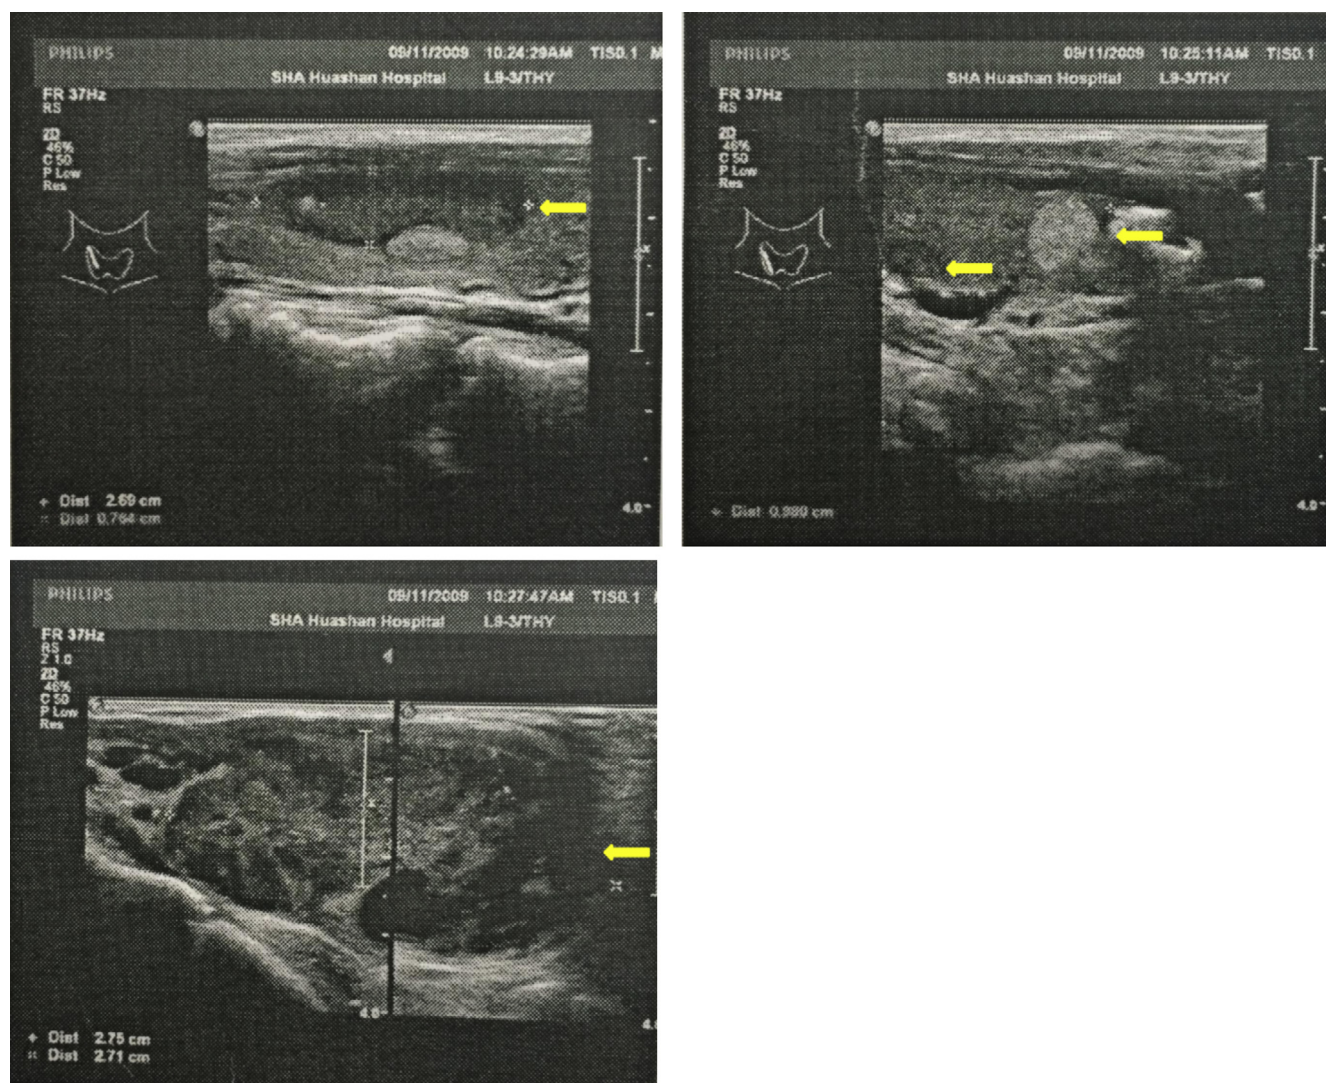 PHILIPS
09/11/2009 10:24:29AM TIS0.1 M
SHA Huashan Hospital L9-3/THY
FR 37Hz
RS
2D
46%
C 50
P Low
Res
Dist 2.69 cm
Dist 0.764 cm
4.0
PHILIPS
09/11/2009 10:25:11AM TIS0.1
SHA Huashan Hospital L9-3/THY
FR 37Hz
RS
2D
46%
C 50
P Low
Res
Dist 0.989 cm
4.0
PHILIPS
09/11/2009 10:27:47AM TIS0.1
SHA Huashan Hospital L9-3/THY
FR 37Hz
RS
Z 1.0
2D
46%
C 50
P Low
Res
4.0
4.
Dist 2.75 cm
Dist 2.71 cm